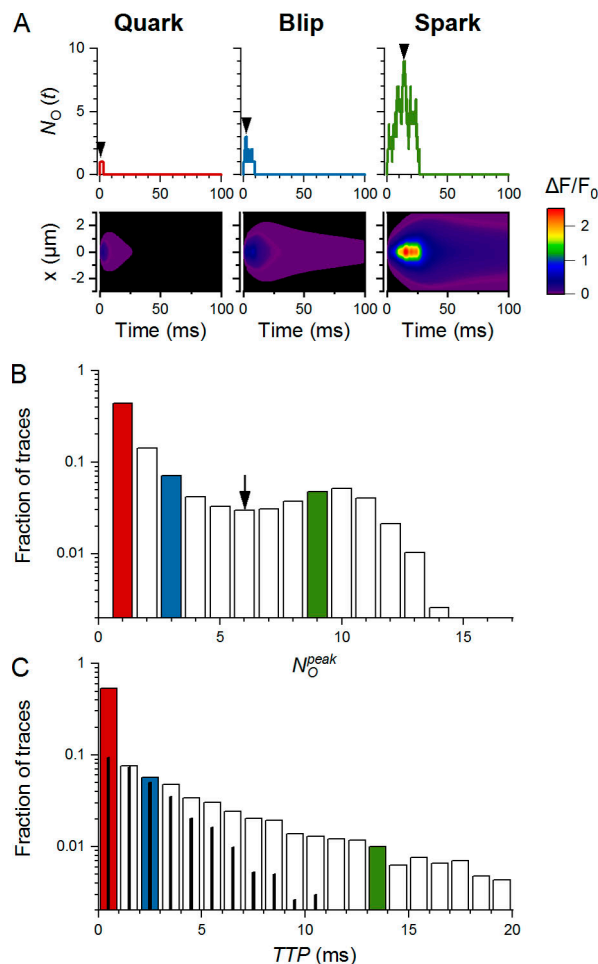 A
Quark
Blip
Spark
10
5
0
N_O (t)
0 50 100
0 50 100
0 50 100
2
0
-2
x (µm)
0 50 100
0 50 100
0 50 100
Time (ms)
Time (ms)
Time (ms)
ΔF/F₀
2
1
0
B
1
0.1
0.01
Fraction of traces
0 5 10 15
N_O^peak
C
1
0.1
0.01
Fraction of traces
0 5 10 15 20
TTP (ms)